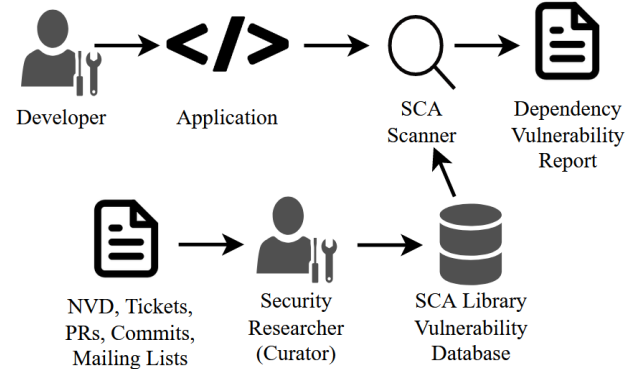 </>
Developer
Application
SCA
Scanner
Dependency
Vulnerability
Report
NVD, Tickets,
PRs, Commits,
Mailing Lists
Security
Researcher
(Curator)
SCA Library
Vulnerability
Database